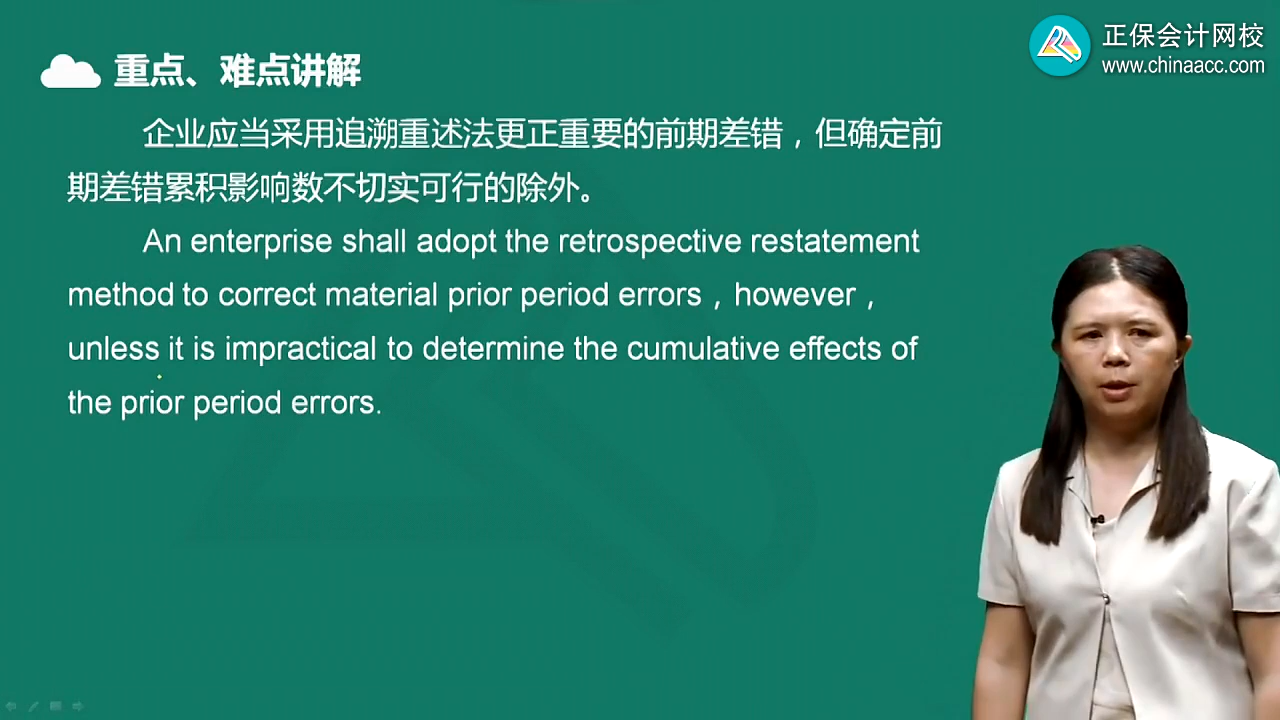 正保会计网校
www.chinaacc.com
重点、难点讲解
企业应当采用追溯重述法更正重要的前期差错，但确定前
期差错累积影响数不切实可行的除外。
An enterprise shall adopt the retrospective restatement
method to correct material prior period errors，however，
unless it is impractical to determine the cumulative effects of
the prior period errors.